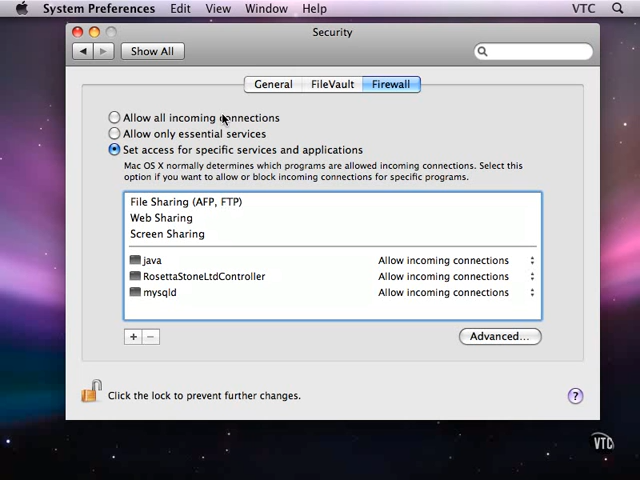 System Preferences Edit View Window Help VTC
Security
Show All
General FileVault Firewall
Allow all incoming connections
Allow only essential services
Set access for specific services and applications
Mac OS X normally determines which programs are allowed incoming connections. Select this
option if you want to allow or block incoming connections for specific programs.
File Sharing (AFP, FTP)
Web Sharing
Screen Sharing
java Allow incoming connections
RosettaStoneLtdController Allow incoming connections
mysqld Allow incoming connections
+ − Advanced...
Click the lock to prevent further changes. ?
VTC